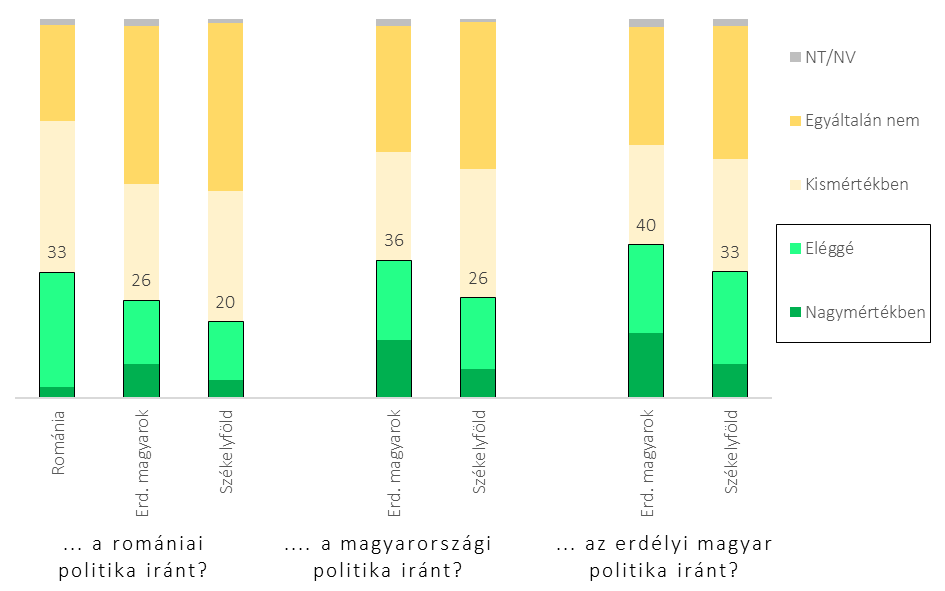 NT/NV
Egyáltalán nem
Kismértékben
Eléggé
Nagymértékben
33
26
20
36
26
40
33
Románia
Erd. magyarok
Székelyföld
Erd. magyarok
Székelyföld
Erd. magyarok
Székelyföld
... a romániai
politika iránt?
.... a magyarországi
politika iránt?
... az erdélyi magyar
politika iránt?